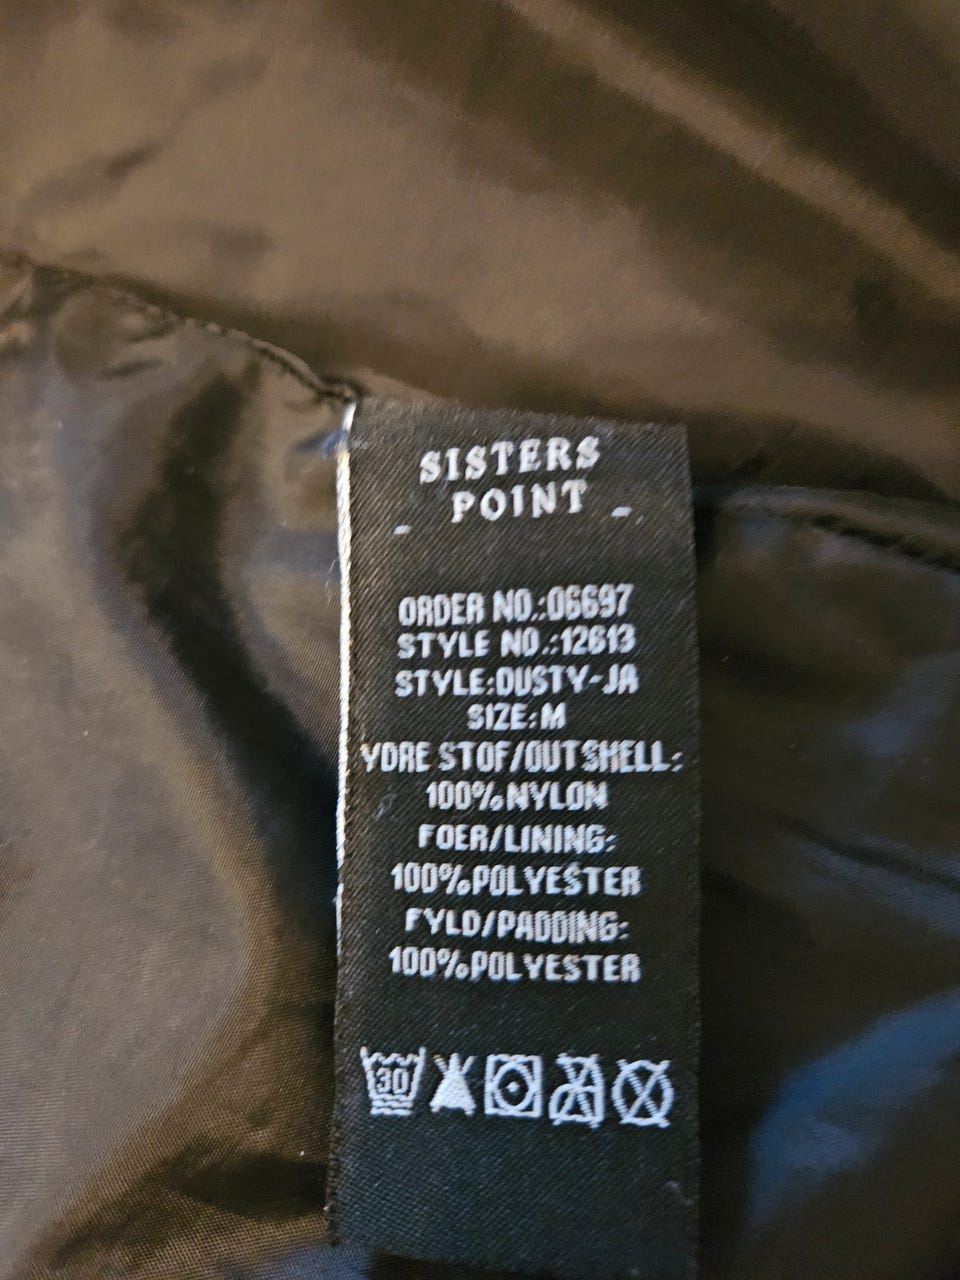 SISTERS
- POINT -
ORDER NO.:06697
STYLE NO.:12613
STYLE:DUSTY-JA
SIZE:M
YDRE STOF/OUTSHELL:
100%NYLON
FOER/LINING:
100%POLYESTER
FYLD/PADDING:
100%POLYESTER
30